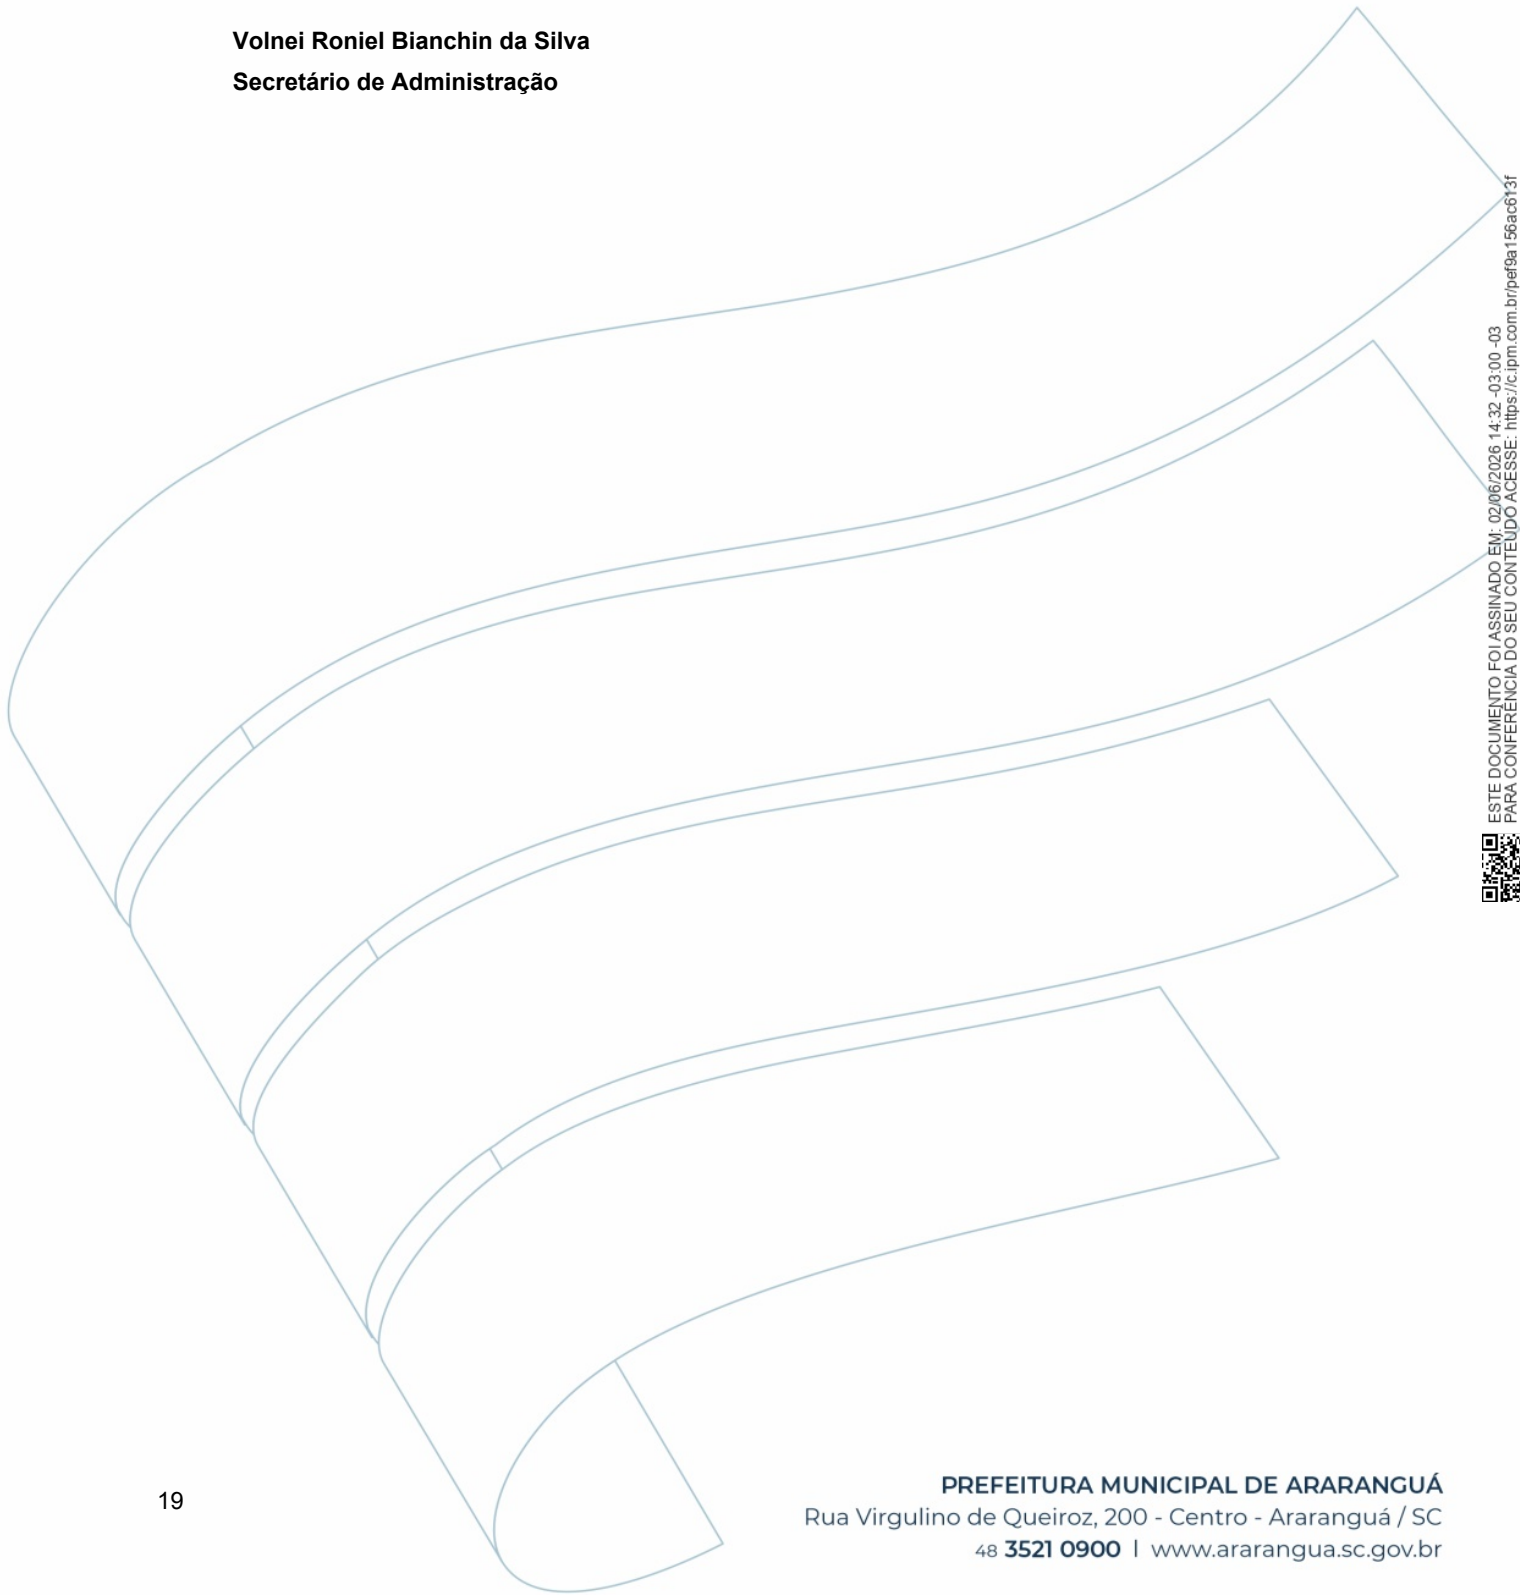 Volnei Roniel Bianchin da Silva
Secretário de Administração
ESTE DOCUMENTO FOI ASSINADO EM: 02/06/2026 14:32 -03:00 -03
PARA CONFERÊNCIA DO SEU CONTEÚDO ACESSE: https://c.ipm.com.br/pef9a156ac613f
19
PREFEITURA MUNICIPAL DE ARARANGUÁ
Rua Virgulino de Queiroz, 200 - Centro - Araranguá / SC
48 3521 0900 | www.ararangua.sc.gov.br